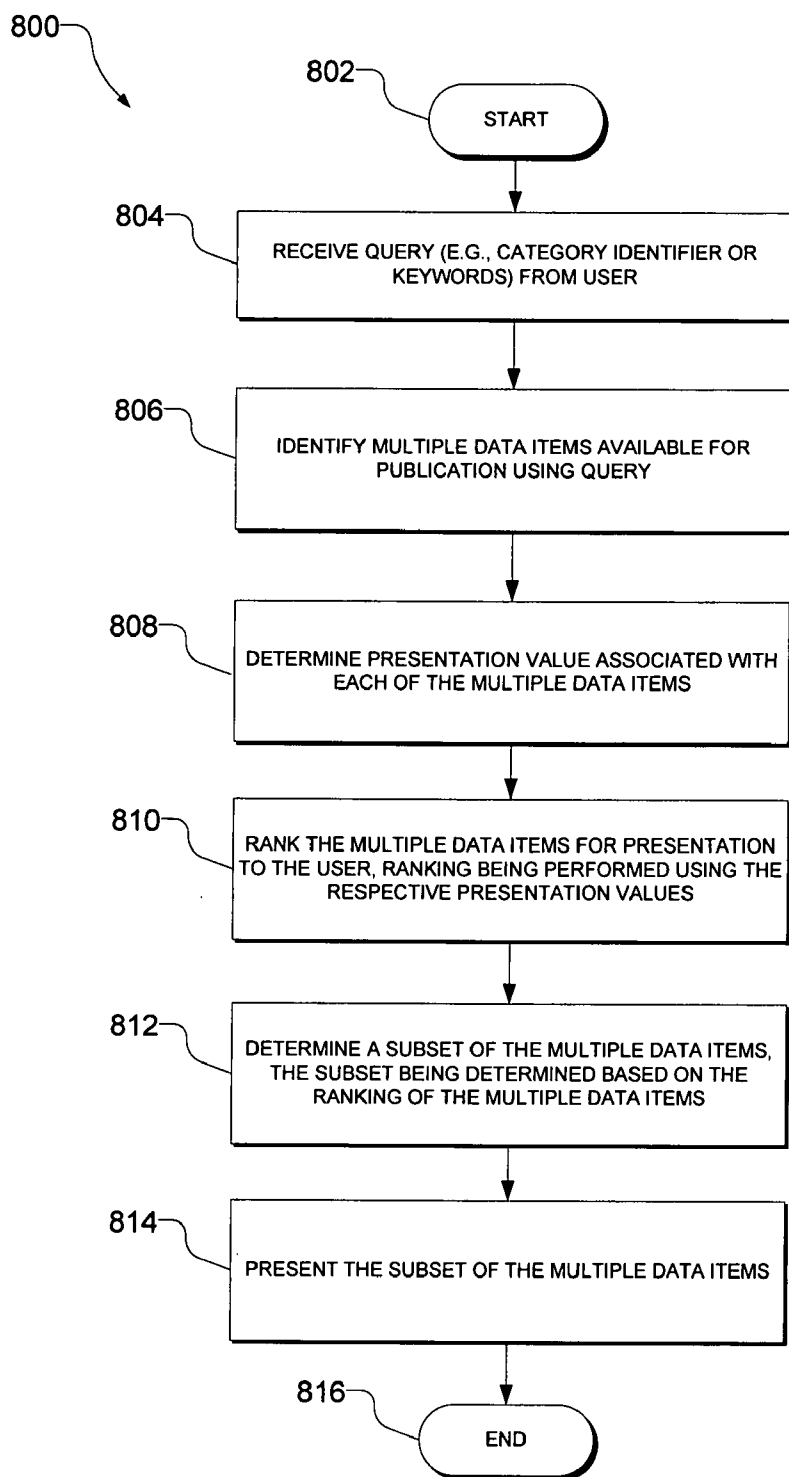 800
802
START
804
RECEIVE QUERY (E.G., CATEGORY IDENTIFIER OR
KEYWORDS) FROM USER
806
IDENTIFY MULTIPLE DATA ITEMS AVAILABLE FOR
PUBLICATION USING QUERY
808
DETERMINE PRESENTATION VALUE ASSOCIATED WITH
EACH OF THE MULTIPLE DATA ITEMS
810
RANK THE MULTIPLE DATA ITEMS FOR PRESENTATION
TO THE USER, RANKING BEING PERFORMED USING THE
RESPECTIVE PRESENTATION VALUES
812
DETERMINE A SUBSET OF THE MULTIPLE DATA ITEMS,
THE SUBSET BEING DETERMINED BASED ON THE
RANKING OF THE MULTIPLE DATA ITEMS
814
PRESENT THE SUBSET OF THE MULTIPLE DATA ITEMS
816
END